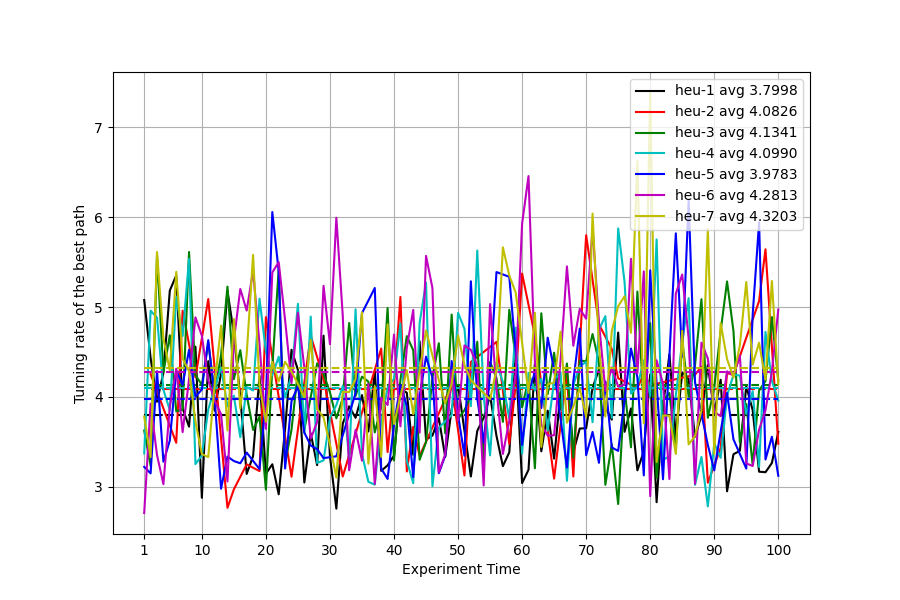 heu-1 avg 3.7998
heu-2 avg 4.0826
heu-3 avg 4.1341
heu-4 avg 4.0990
heu-5 avg 3.9783
heu-6 avg 4.2813
heu-7 avg 4.3203
7
6
5
4
3
Turning rate of the best path
1 10 20 30 40 50 60 70 80 90 100
Experiment Time